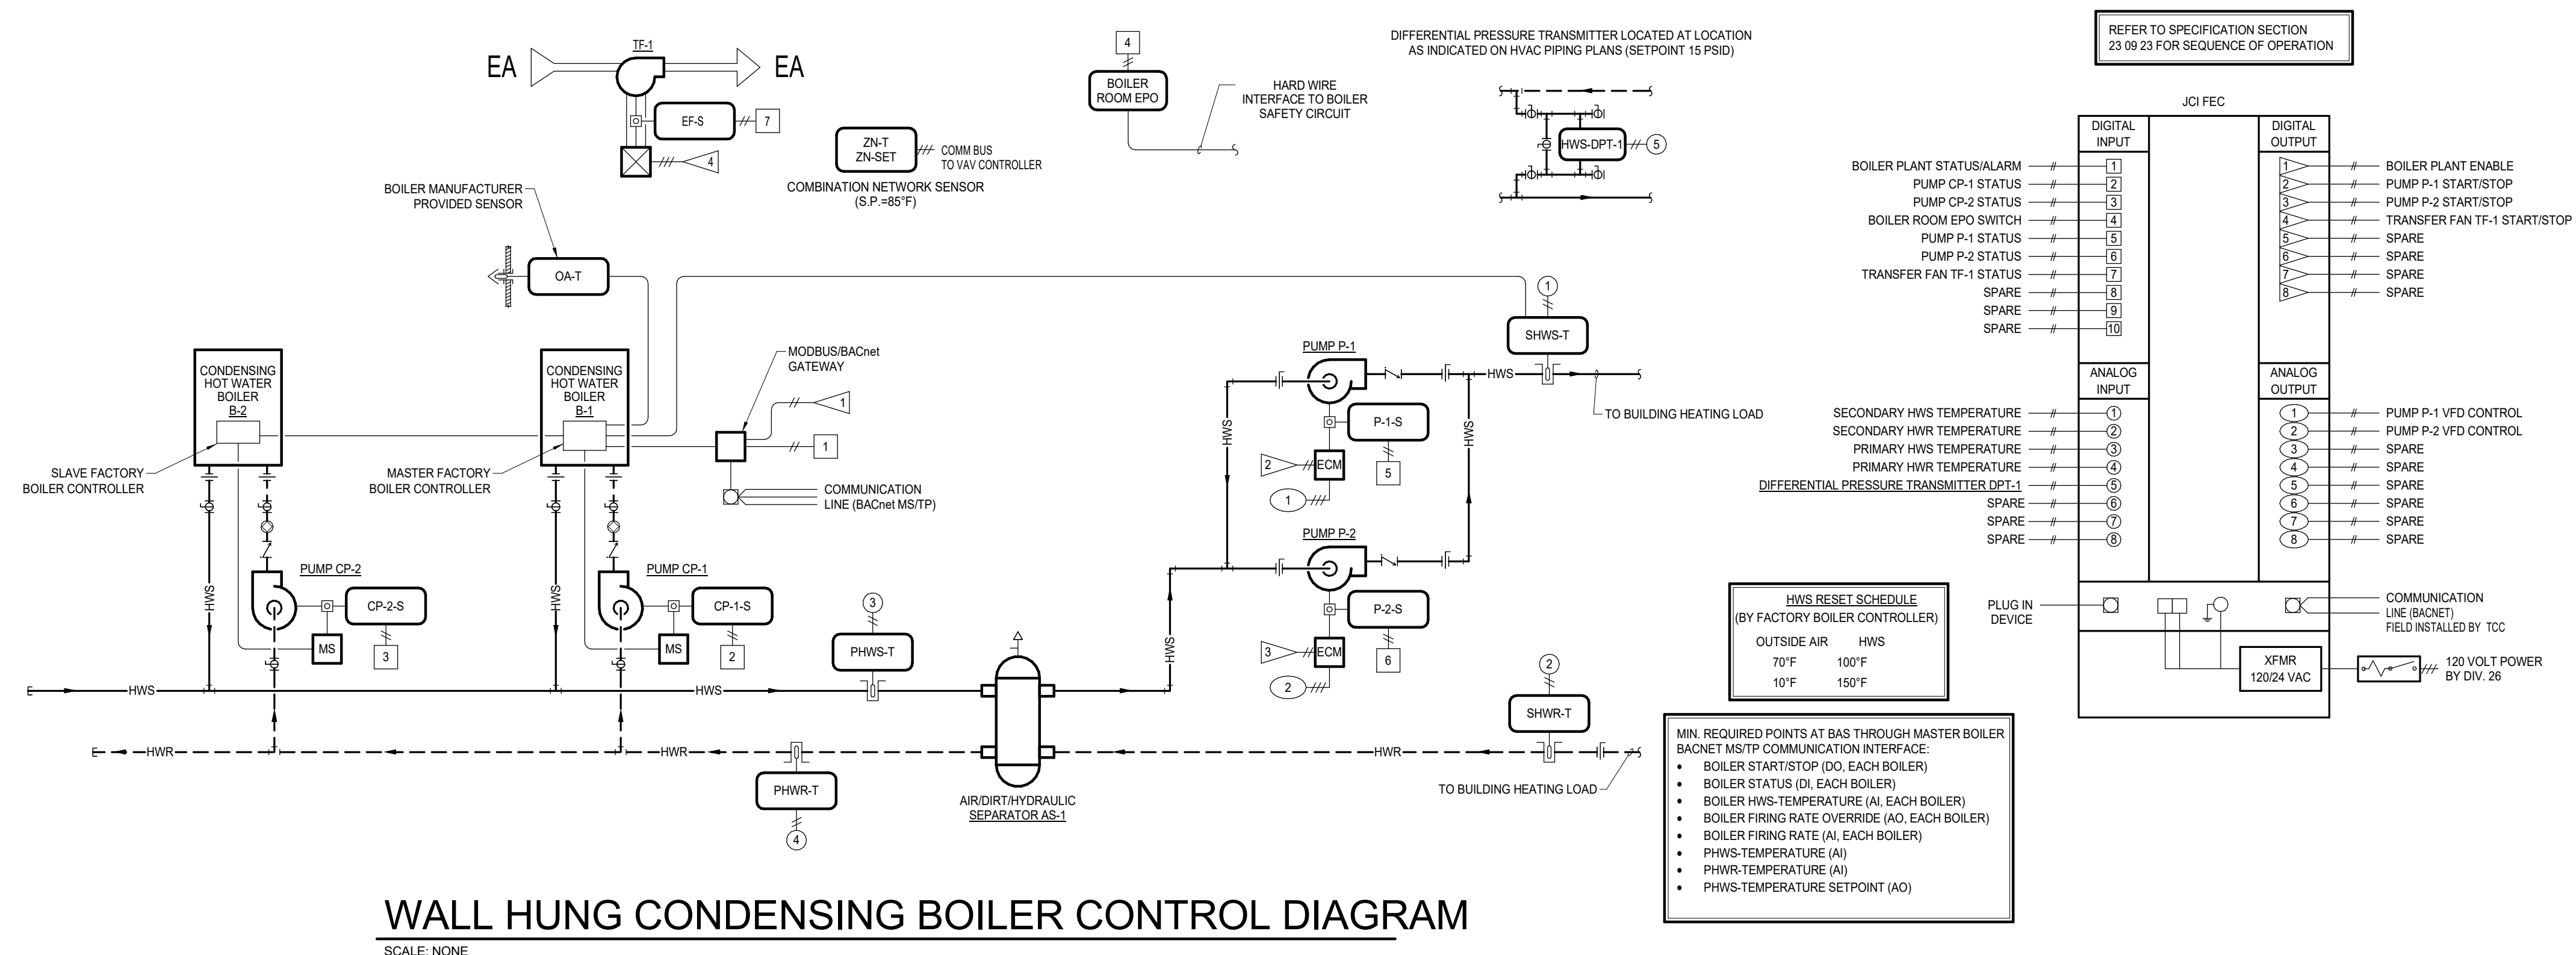 TF-1
EA
EA
EF-S
7
4
ZN-T
ZN-SET
COMM BUS
TO VAV CONTROLLER
COMBINATION NETWORK SENSOR
(S.P.=85°F)
4
BOILER
ROOM EPO
HARD WIRE
INTERFACE TO BOILER
SAFETY CIRCUIT
DIFFERENTIAL PRESSURE TRANSMITTER LOCATED AT LOCATION
AS INDICATED ON HVAC PIPING PLANS (SETPOINT 15 PSID)
HWS-DPT-1
5
REFER TO SPECIFICATION SECTION
23 09 23 FOR SEQUENCE OF OPERATION
BOILER MANUFACTURER
PROVIDED SENSOR
OA-T
CONDENSING
HOT WATER
BOILER
B-2
SLAVE FACTORY
BOILER CONTROLLER
CONDENSING
HOT WATER
BOILER
B-1
MASTER FACTORY
BOILER CONTROLLER
MODBUS/BACnet
GATEWAY
1
1
COMMUNICATION
LINE (BACnet MS/TP)
HWS
PUMP CP-2
CP-2-S
MS
3
HWS
PUMP CP-1
CP-1-S
MS
2
HWS
HWS
3
PHWS-T
HWR
HWR
PHWR-T
4
AIR/DIRT/HYDRAULIC
SEPARATOR AS-1
HWS
HWS
PUMP P-1
P-1-S
2
ECM
5
1
PUMP P-2
P-2-S
3
ECM
6
2
HWS
HWS
1
SHWS-T
TO BUILDING HEATING LOAD
2
SHWR-T
HWR
TO BUILDING HEATING LOAD
HWS RESET SCHEDULE
(BY FACTORY BOILER CONTROLLER)
OUTSIDE AIR HWS
70°F 100°F
10°F 150°F
MIN. REQUIRED POINTS AT BAS THROUGH MASTER BOILER
BACNET MS/TP COMMUNICATION INTERFACE:
• BOILER START/STOP (DO, EACH BOILER)
• BOILER STATUS (DI, EACH BOILER)
• BOILER HWS-TEMPERATURE (AI, EACH BOILER)
• BOILER FIRING RATE OVERRIDE (AO, EACH BOILER)
• BOILER FIRING RATE (AI, EACH BOILER)
• PHWS-TEMPERATURE (AI)
• PHWR-TEMPERATURE (AI)
• PHWS-TEMPERATURE SETPOINT (AO)
JCI FEC
DIGITAL
INPUT
BOILER PLANT STATUS/ALARM 1
PUMP CP-1 STATUS 2
PUMP CP-2 STATUS 3
BOILER ROOM EPO SWITCH 4
PUMP P-1 STATUS 5
PUMP P-2 STATUS 6
TRANSFER FAN TF-1 STATUS 7
SPARE 8
SPARE 9
SPARE 10
DIGITAL
OUTPUT
1 BOILER PLANT ENABLE
2 PUMP P-1 START/STOP
3 PUMP P-2 START/STOP
4 TRANSFER FAN TF-1 START/STOP
5 SPARE
6 SPARE
7 SPARE
8 SPARE
ANALOG
INPUT
SECONDARY HWS TEMPERATURE 1
SECONDARY HWR TEMPERATURE 2
PRIMARY HWS TEMPERATURE 3
PRIMARY HWR TEMPERATURE 4
DIFFERENTIAL PRESSURE TRANSMITTER DPT-1 5
SPARE 6
SPARE 7
SPARE 8
ANALOG
OUTPUT
1 PUMP P-1 VFD CONTROL
2 PUMP P-2 VFD CONTROL
3 SPARE
4 SPARE
5 SPARE
6 SPARE
7 SPARE
8 SPARE
PLUG IN
DEVICE
COMMUNICATION
LINE (BACNET)
FIELD INSTALLED BY TCC
XFMR
120/24 VAC
120 VOLT POWER
BY DIV. 26
WALL HUNG CONDENSING BOILER CONTROL DIAGRAM
SCALE: NONE